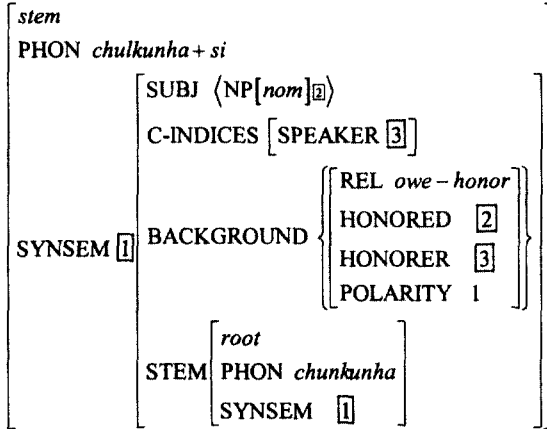 stem
PHON chulkunha + si
SUBJ ⟨NP[nom]2⟩
C-INDICES [SPEAKER 3]
REL owe – honor
HONORED 2
SYNSEM 1 BACKGROUND
HONORER 3
POLARITY 1
root
STEM PHON chunkunha
SYNSEM 1